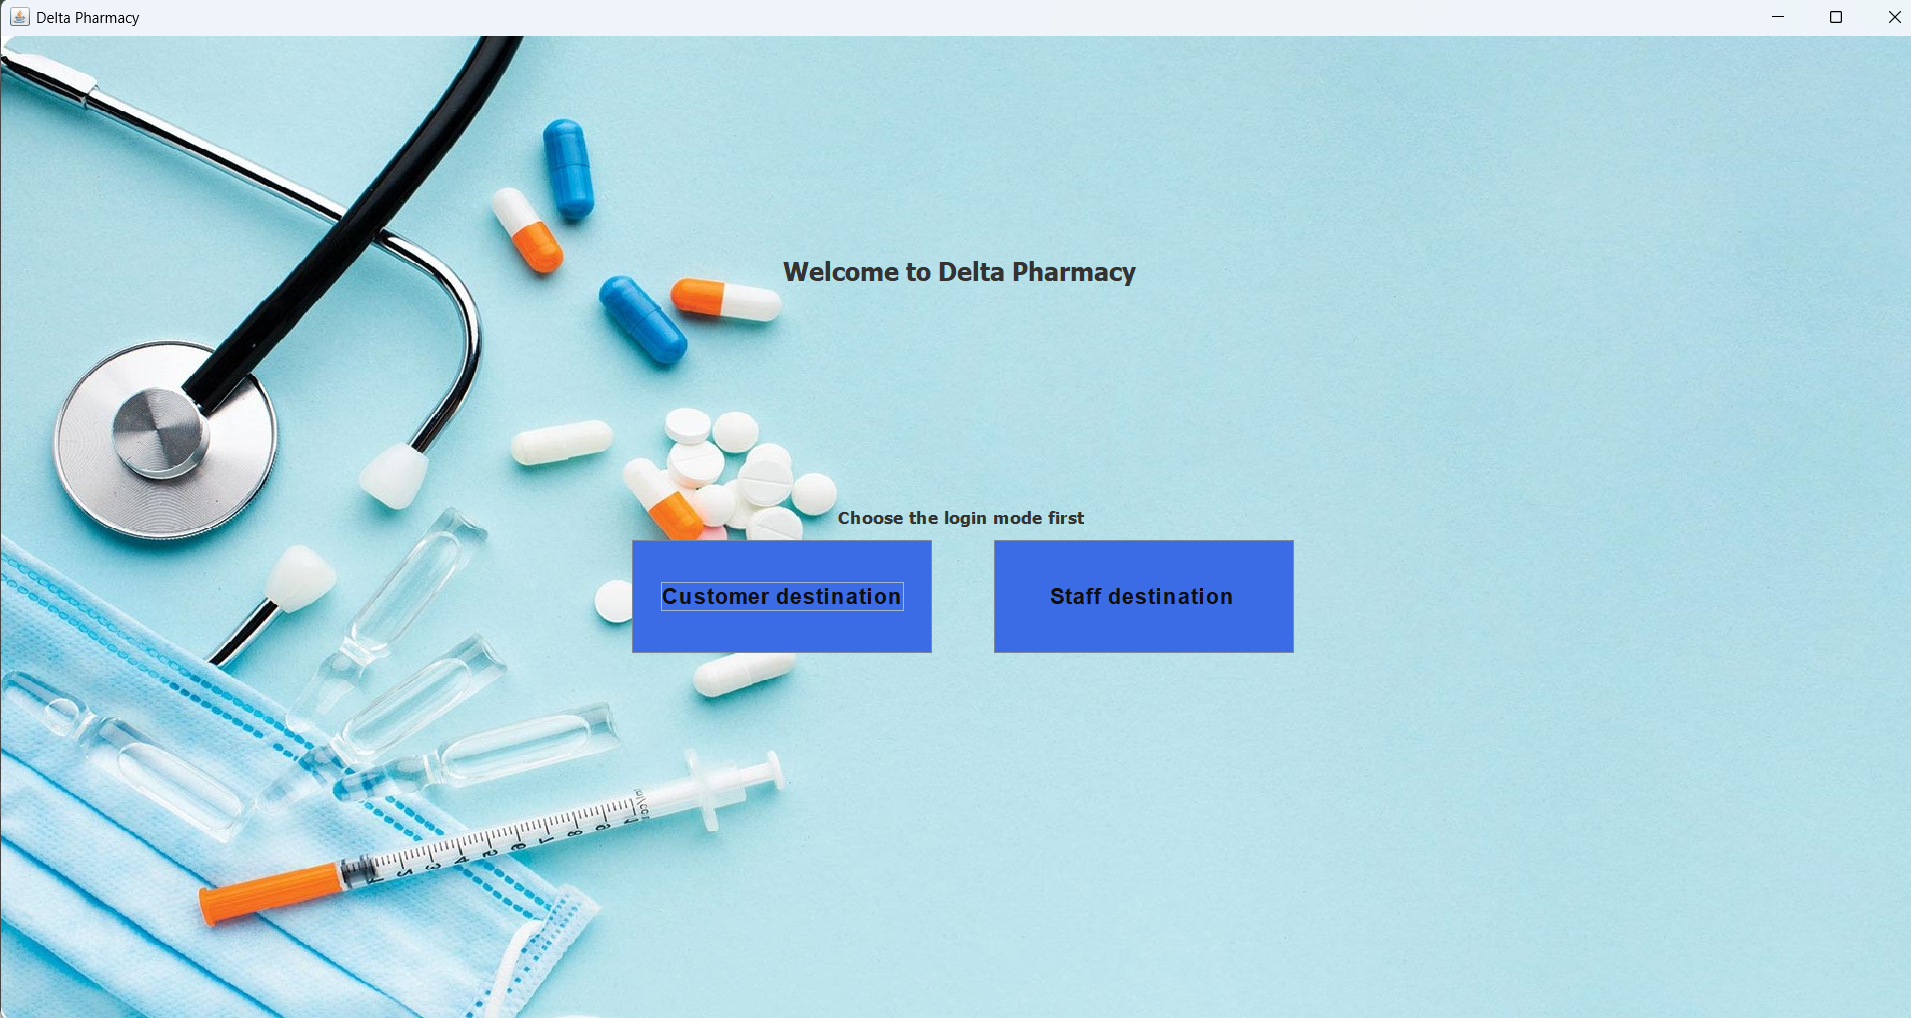 Delta Pharmacy
Welcome to Delta Pharmacy
Choose the login mode first
Customer destination
Staff destination